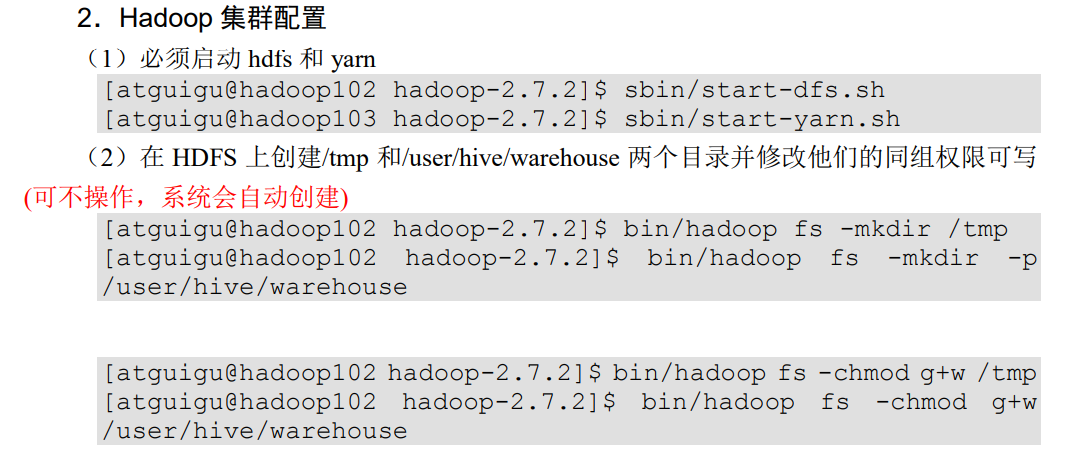 2．Hadoop 集群配置
（1）必须启动 hdfs 和 yarn
[atguigu@hadoop102 hadoop-2.7.2]$ sbin/start-dfs.sh
[atguigu@hadoop103 hadoop-2.7.2]$ sbin/start-yarn.sh
（2）在 HDFS 上创建/tmp 和/user/hive/warehouse 两个目录并修改他们的同组权限可写
(可不操作，系统会自动创建)
[atguigu@hadoop102 hadoop-2.7.2]$ bin/hadoop fs -mkdir /tmp
[atguigu@hadoop102 hadoop-2.7.2]$ bin/hadoop fs -mkdir -p
/user/hive/warehouse
[atguigu@hadoop102 hadoop-2.7.2]$ bin/hadoop fs -chmod g+w /tmp
[atguigu@hadoop102 hadoop-2.7.2]$ bin/hadoop fs -chmod g+w
/user/hive/warehouse